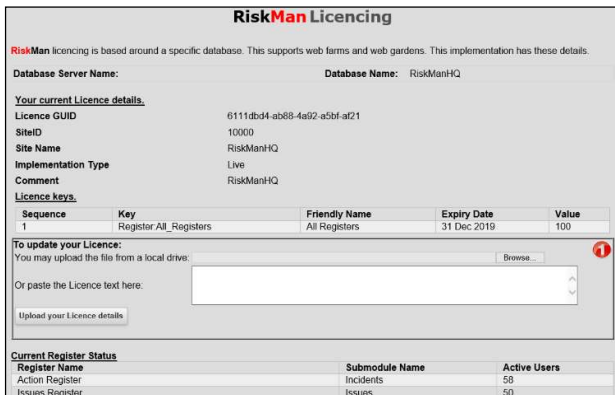 RiskMan Licencing
RiskMan licencing is based around a specific database. This supports web farms and web gardens. This implementation has these details.
Database Server Name: Database Name: RiskManHQ
Your current Licence details.
Licence GUID 6111dbd4-ab88-4a92-a5bf-af21
SiteID 10000
Site Name RiskManHQ
Implementation Type Live
Comment RiskManHQ
Licence keys.
Sequence Key Friendly Name Expiry Date Value
1 Register:All_Registers All Registers 31 Dec 2019 100
To update your Licence: 1
You may upload the file from a local drive: Browse...
Or paste the Licence text here:
Upload your Licence details
Current Register Status
Register Name Submodule Name Active Users
Action Register Incidents 58
Issues Register Issues 50